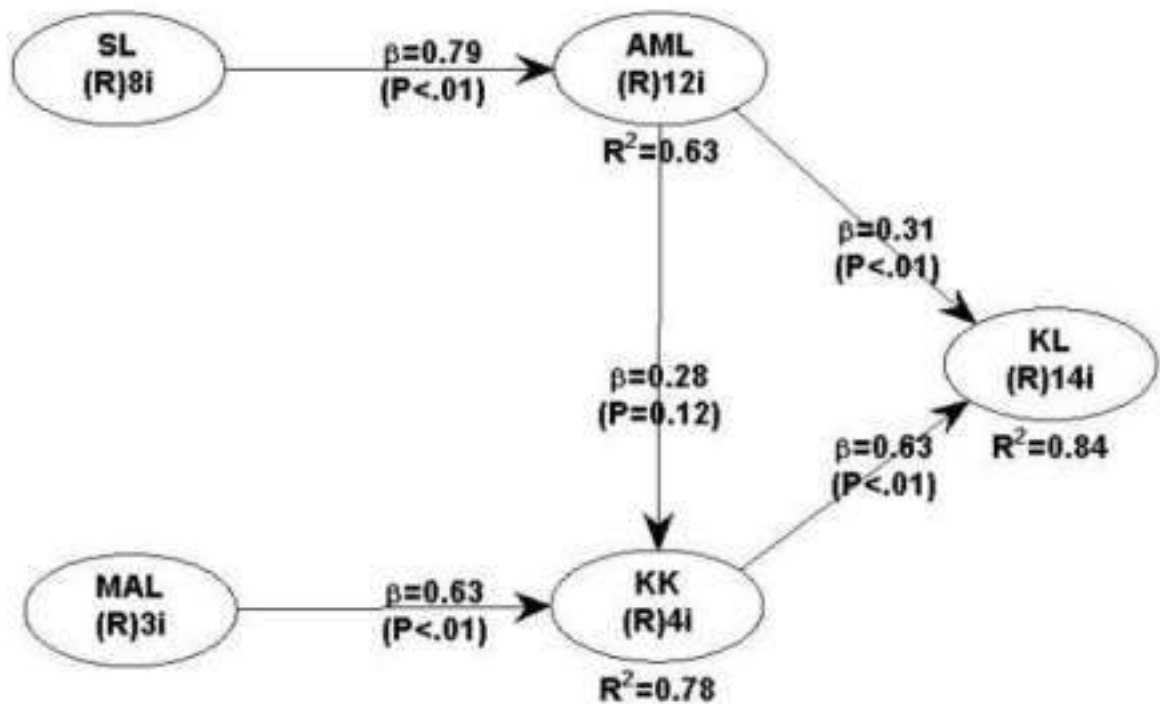 SL
(R)8i
β=0.79
(P<.01)
AML
(R)12i
R²=0.63
β=0.31
(P<.01)
KL
(R)14i
R²=0.84
β=0.28
(P=0.12)
β=0.63
(P<.01)
MAL
(R)3i
β=0.63
(P<.01)
KK
(R)4i
R²=0.78